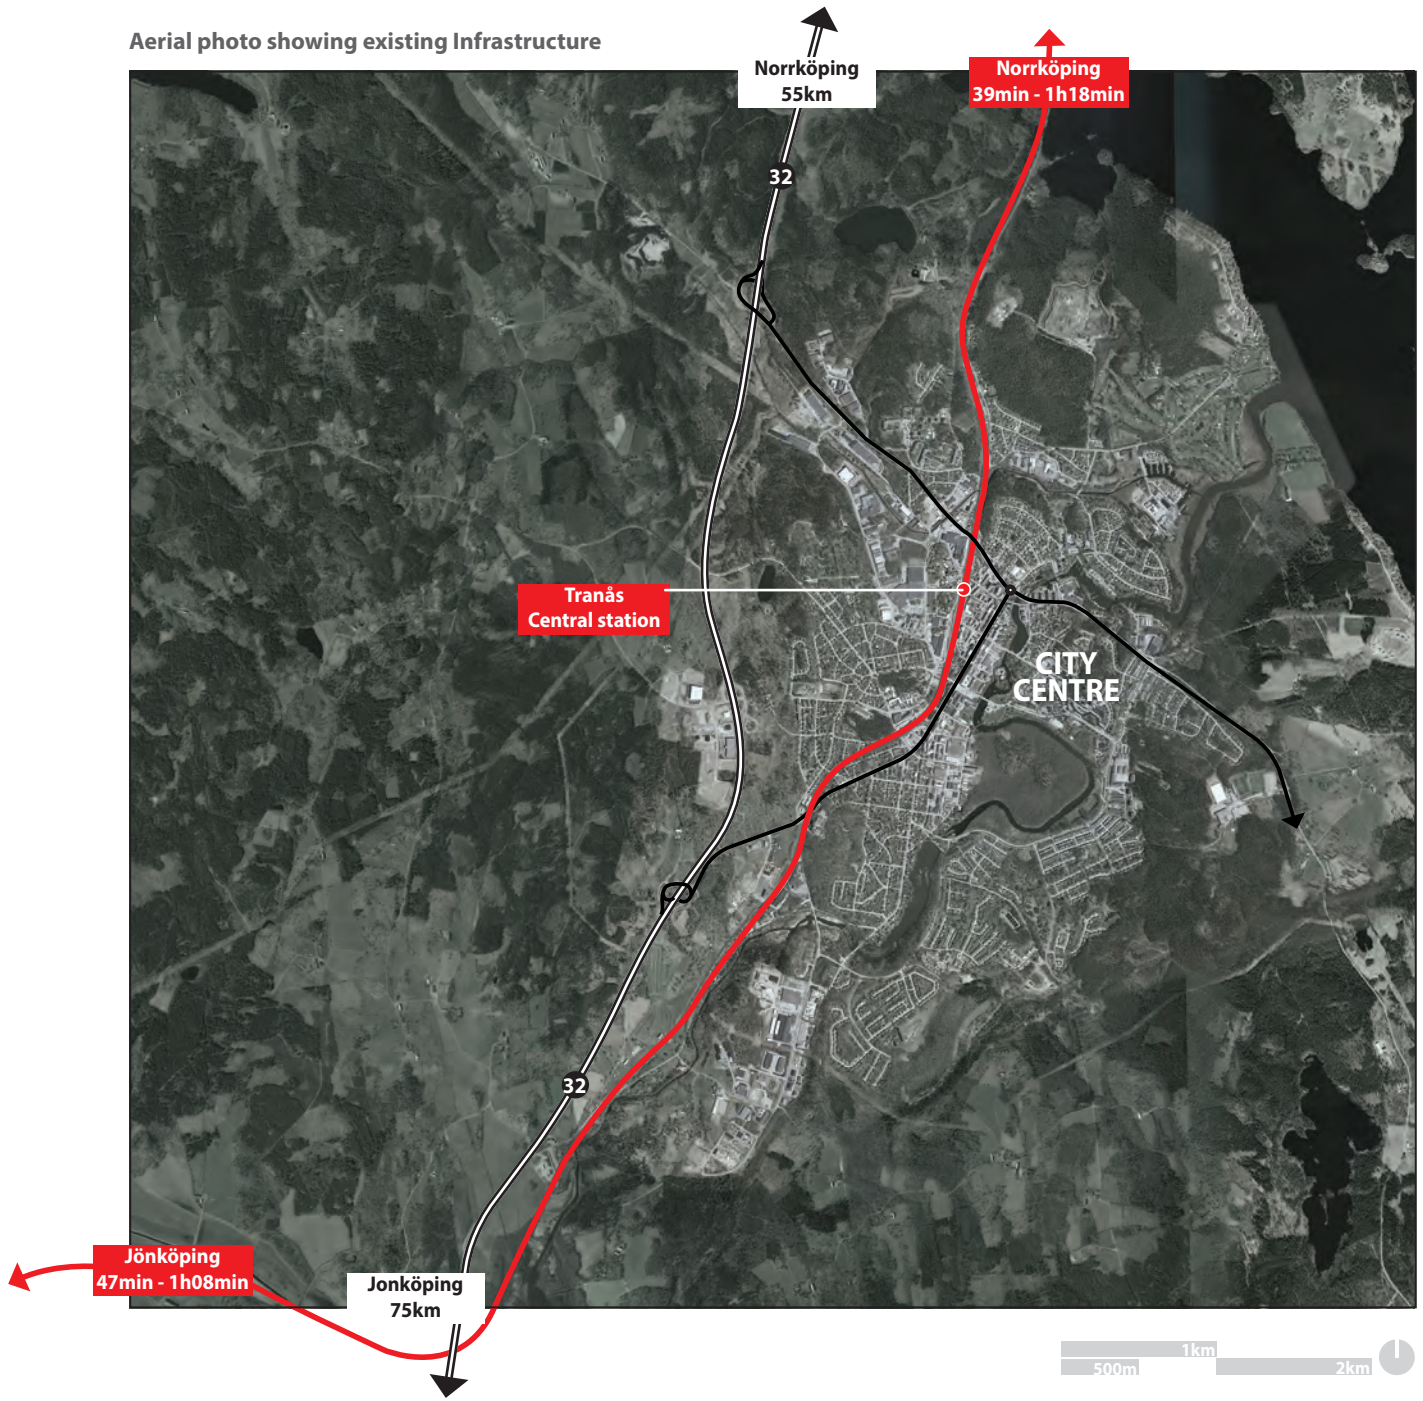 Aerial photo showing existing Infrastructure
Norrköping
55km
Norrköping
39min - 1h18min
32
Tranås
Central station
CITY
CENTRE
32
Jönköping
47min - 1h08min
Jonköping
75km
1km
500m
2km